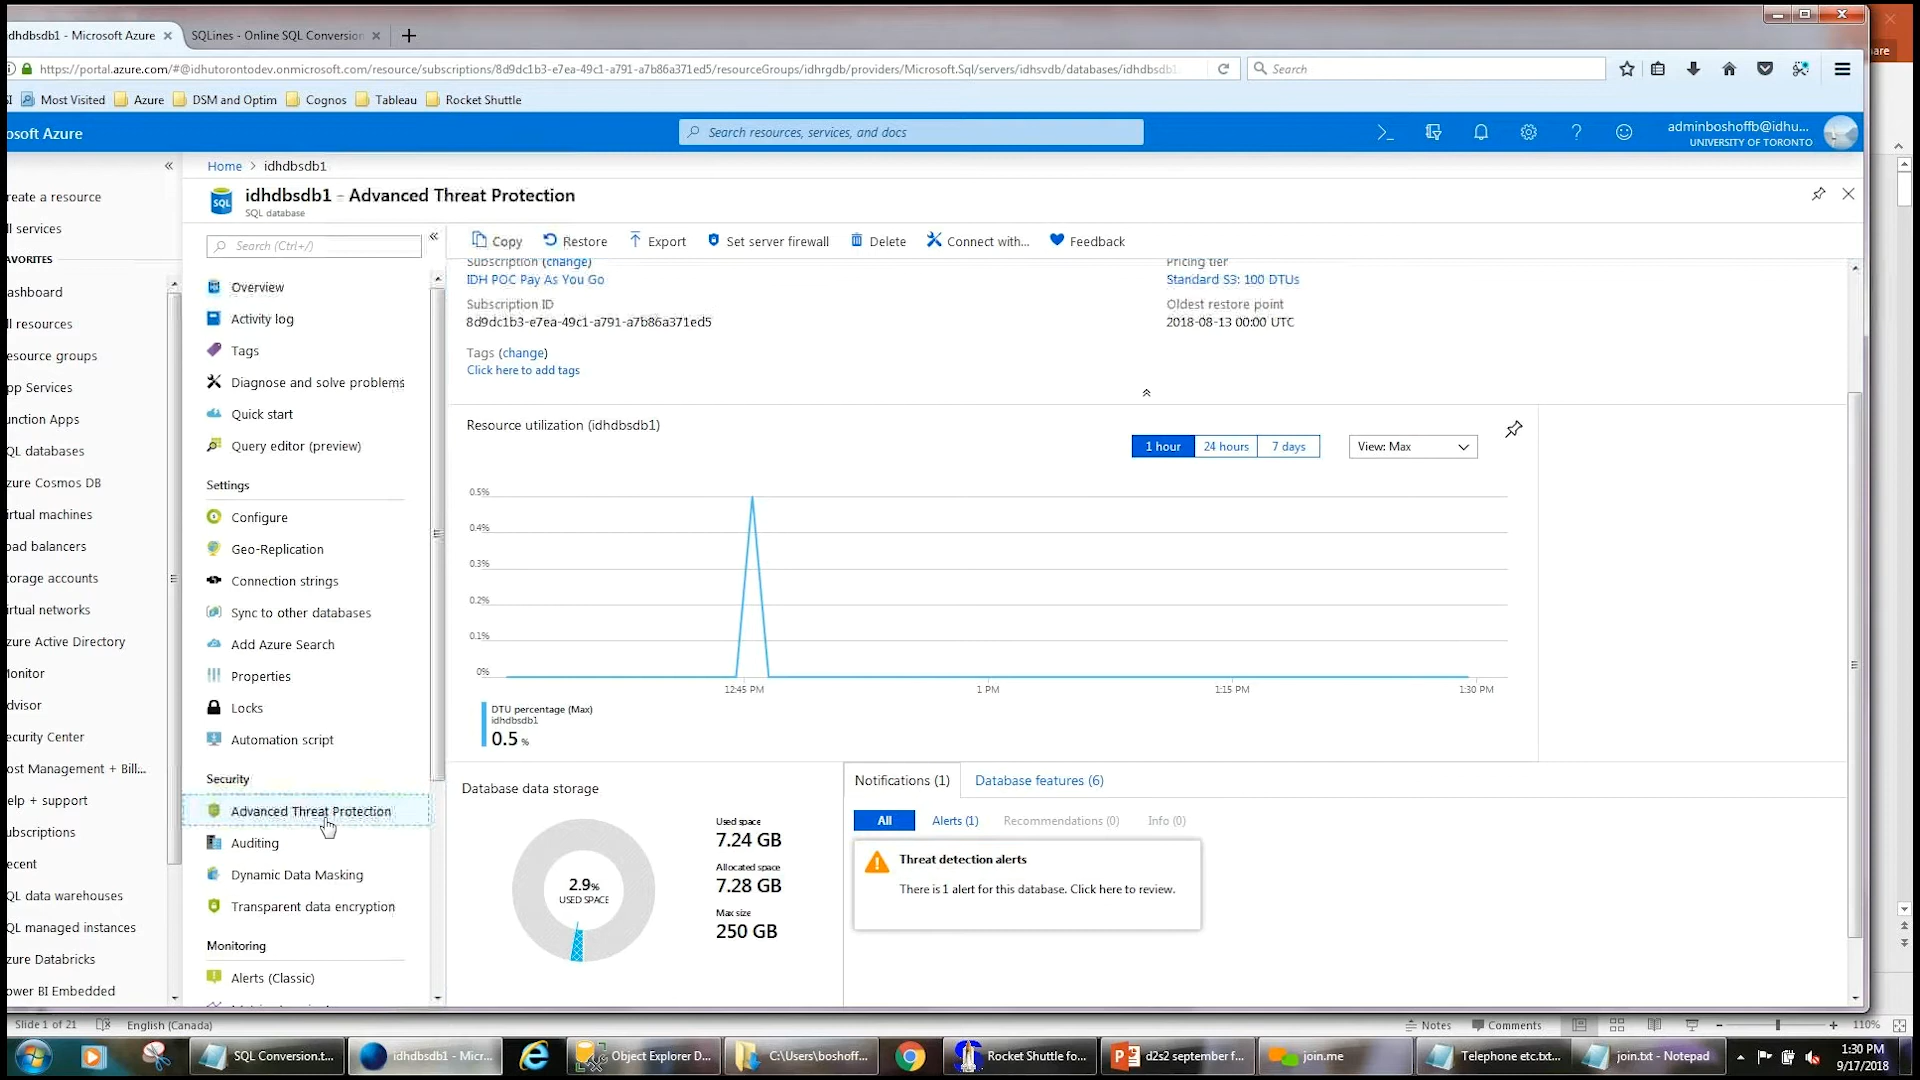 dhdbsdb1 - Microsoft Azure
SQLines - Online SQL Conversion
https://portal.azure.com/#@idhutorontodev.onmicrosoft.com/resource/subscriptions/8d9dc1b3-e7ea-49c1-a791-a7b86a371ed5/resourceGroups/idhrgdb/providers/Microsoft.Sql/servers/idhsvdb/databases/idhdbsdb1
Search
are
Most Visited
Azure
DSM and Optim
Cognos
Tableau
Rocket Shuttle
osoft Azure
Search resources, services, and docs
adminboshoffb@idhu...
UNIVERSITY OF TORONTO
reate a resource
ll services
AVORITES
ashboard
ll resources
esource groups
pp Services
unction Apps
QL databases
zure Cosmos DB
irtual machines
oad balancers
torage accounts
irtual networks
zure Active Directory
onitor
dvisor
ecurity Center
ost Management + Bill...
elp + support
ubscriptions
ecent
QL data warehouses
QL managed instances
zure Databricks
ower BI Embedded
Home > idhdbsdb1
idhdbsdb1 - Advanced Threat Protection
SQL database
Search (Ctrl+/)
Overview
Activity log
Tags
Diagnose and solve problems
Quick start
Query editor (preview)
Settings
Configure
Geo-Replication
Connection strings
Sync to other databases
Add Azure Search
Properties
Locks
Automation script
Security
Advanced Threat Protection
Auditing
Dynamic Data Masking
Transparent data encryption
Monitoring
Alerts (Classic)
Copy
Restore
Export
Set server firewall
Delete
Connect with...
Feedback
Subscription (change)
IDH POC Pay As You Go
Subscription ID
8d9dc1b3-e7ea-49c1-a791-a7b86a371ed5
Tags (change)
Click here to add tags
Pricing tier
Standard S3: 100 DTUs
Oldest restore point
2018-08-13 00:00 UTC
Resource utilization (idhdbsdb1)
1 hour
24 hours
7 days
View: Max
0.5%
0.4%
0.3%
0.2%
0.1%
0%
12:45 PM
1 PM
1:15 PM
1:30 PM
DTU percentage (Max)
idhdbsdb1
0.5 %
Database data storage
2.9%
USED SPACE
Used space
7.24 GB
Allocated space
7.28 GB
Max size
250 GB
Notifications (1)
Database features (6)
All
Alerts (1)
Recommendations (0)
Info (0)
Threat detection alerts
There is 1 alert for this database. Click here to review.
Slide 1 of 21
English (Canada)
Notes
Comments
110%
SQL Conversion.t...
idhdbsdb1 - Micr...
Object Explorer D...
C:\Users\boshoff...
Rocket Shuttle fo...
d2s2 september f...
join.me
Telephone etc.txt...
join.txt - Notepad
1:30 PM
9/17/2018